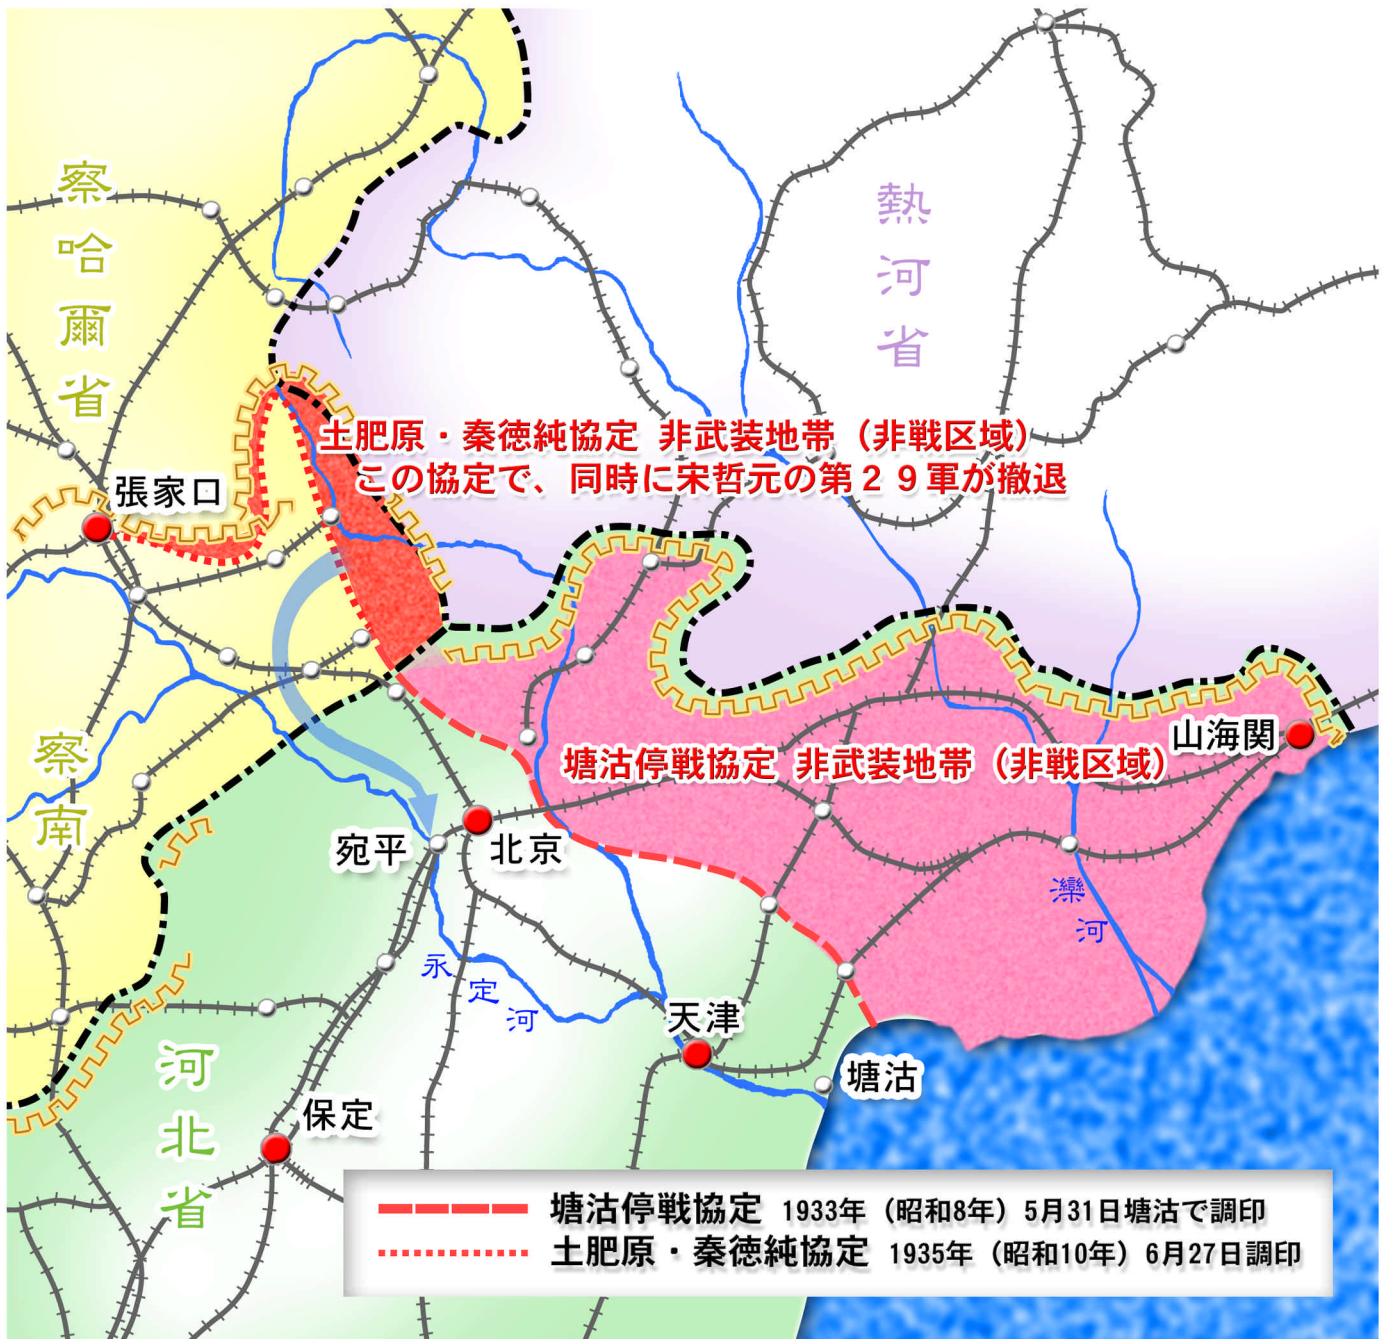 察哈爾省
熱河省
土肥原・秦徳純協定 非武装地帯（非戦区域）
この協定で、同時に宋哲元の第２９軍が撤退
張家口
山海関
塘沽停戦協定 非武装地帯（非戦区域）
察南
宛平
北京
灤河
永定河
天津
塘沽
河北省
保定
塘沽停戦協定 1933年（昭和8年）5月31日塘沽で調印
土肥原・秦徳純協定 1935年（昭和10年）6月27日調印